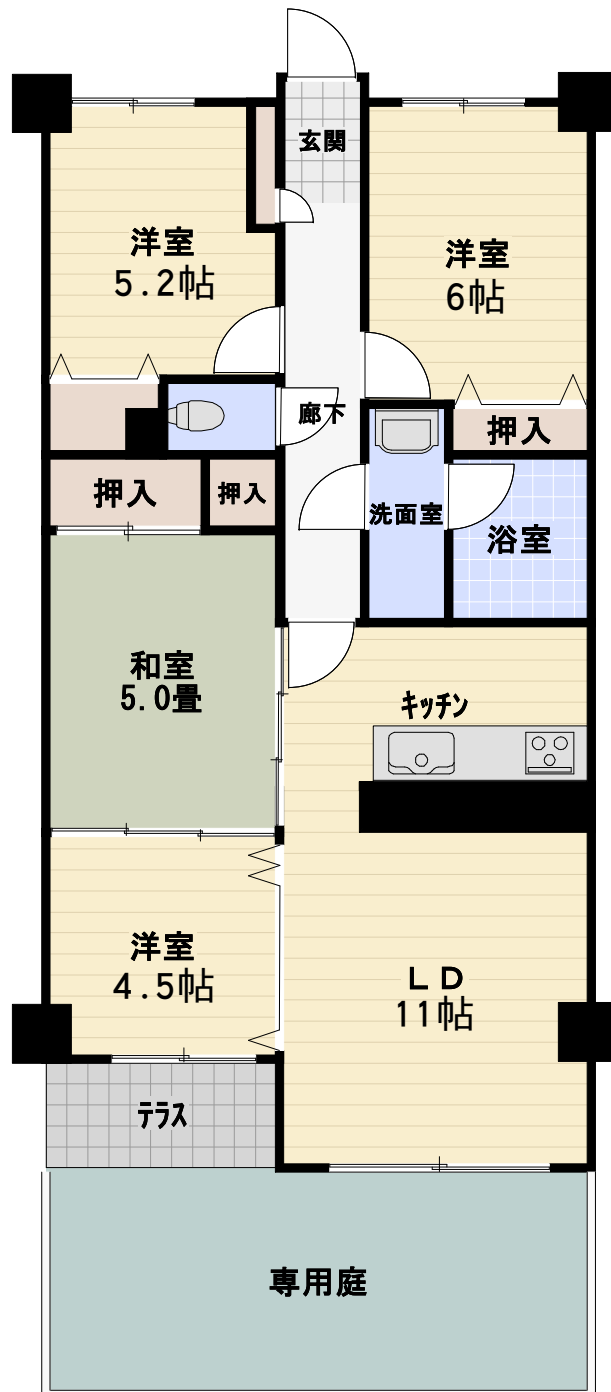 玄関
洋室
5.2帖
洋室
6帖
廊下
押入
押入
押入
洗面室
浴室
和室
5.0畳
キッチン
洋室
4.5帖
LD
11帖
テラス
専用庭